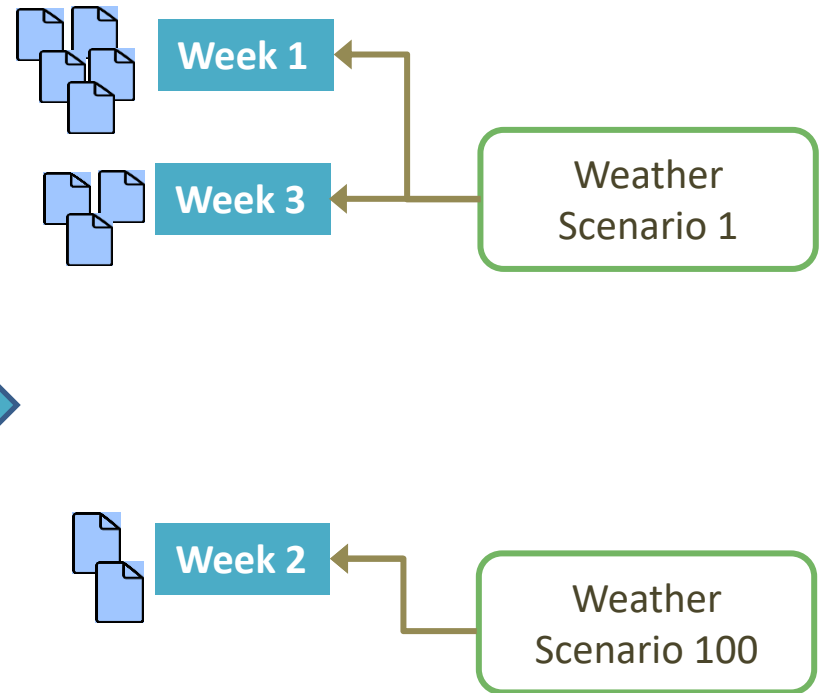 Week 1
Week 3
Weather
Scenario 1
Week 2
Weather
Scenario 100